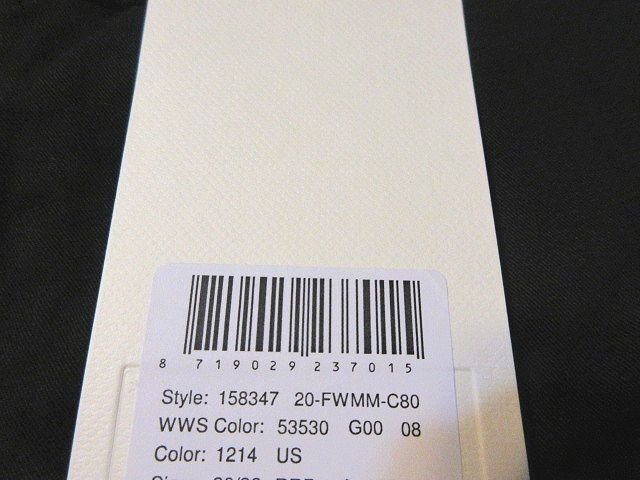 8 719029 237015
Style: 158347 20-FWMM-C80
WWS Color: 53530 G00 08
Color: 1214 US